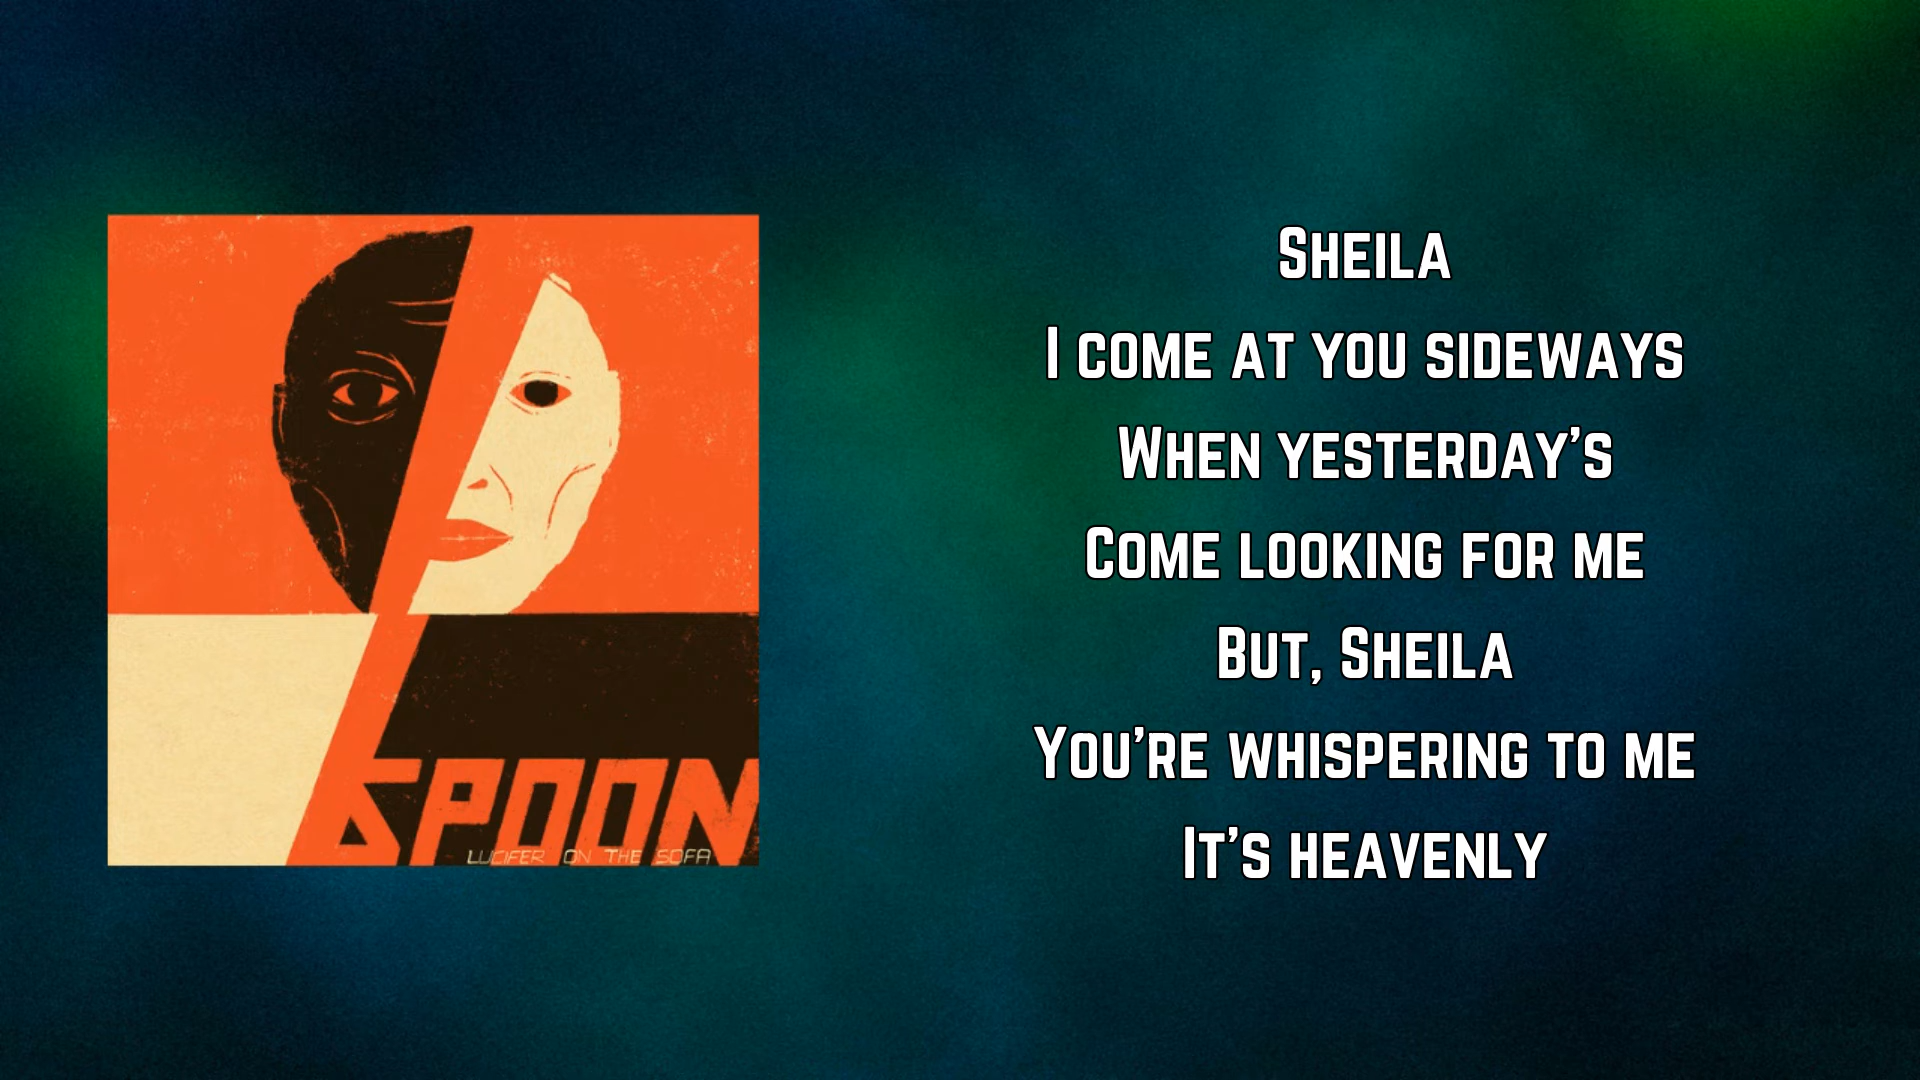 SPOON
LUCIFER ON THE SOFA
Sheila
I come at you sideways
When yesterday's
Come looking for me
But, Sheila
You're whispering to me
It's heavenly